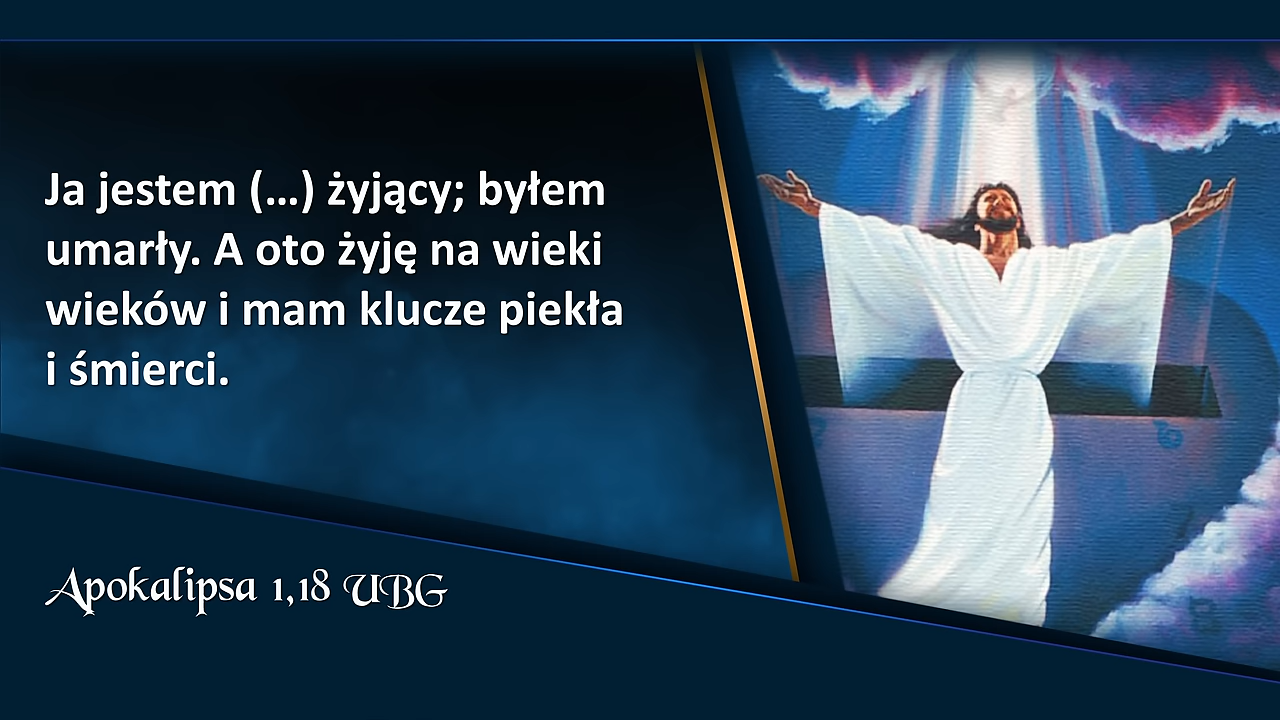 Ja jestem (…) żyjący; byłem
umarły. A oto żyję na wieki
wieków i mam klucze piekła
i śmierci.
Apokalipsa 1,18 UBG